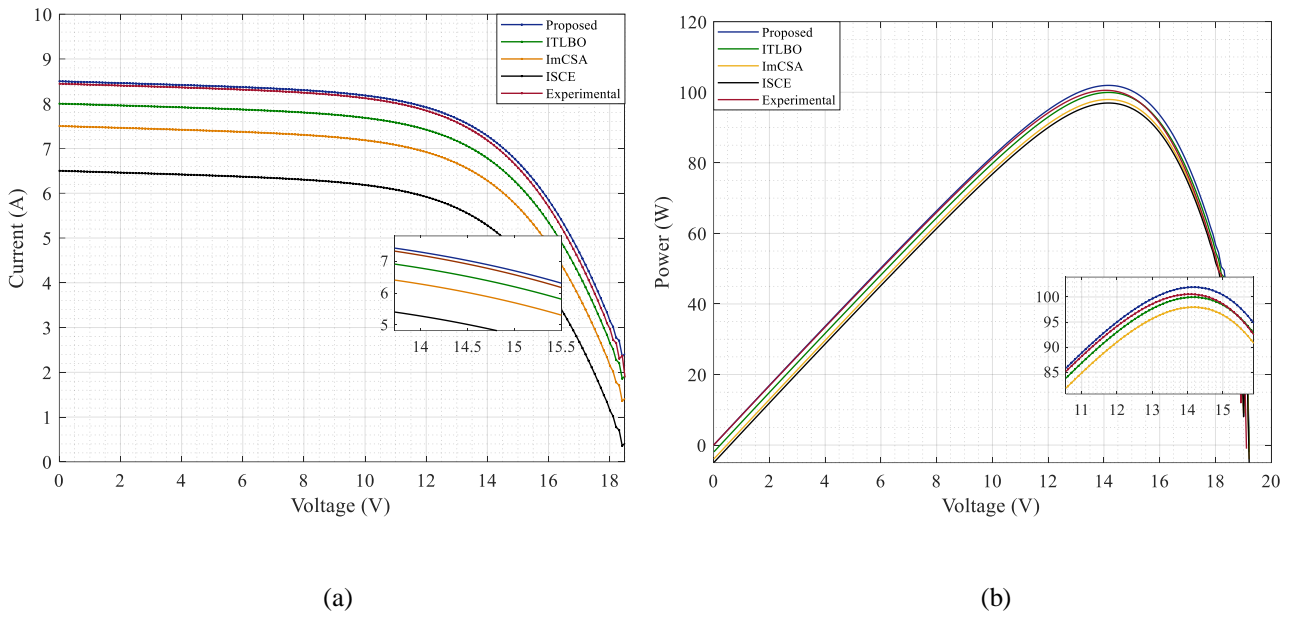 10
9
8
7
6
5
4
3
2
1
0
Current (A)
Proposed
ITLBO
ImCSA
ISCE
Experimental
7
6
5
14 14.5 15 15.5
0 2 4 6 8 10 12 14 16 18
Voltage (V)
(a)
120
100
80
60
40
20
0
Power (W)
Proposed
ITLBO
ImCSA
ISCE
Experimental
100
95
90
85
11 12 13 14 15
0 2 4 6 8 10 12 14 16 18 20
Voltage (V)
(b)